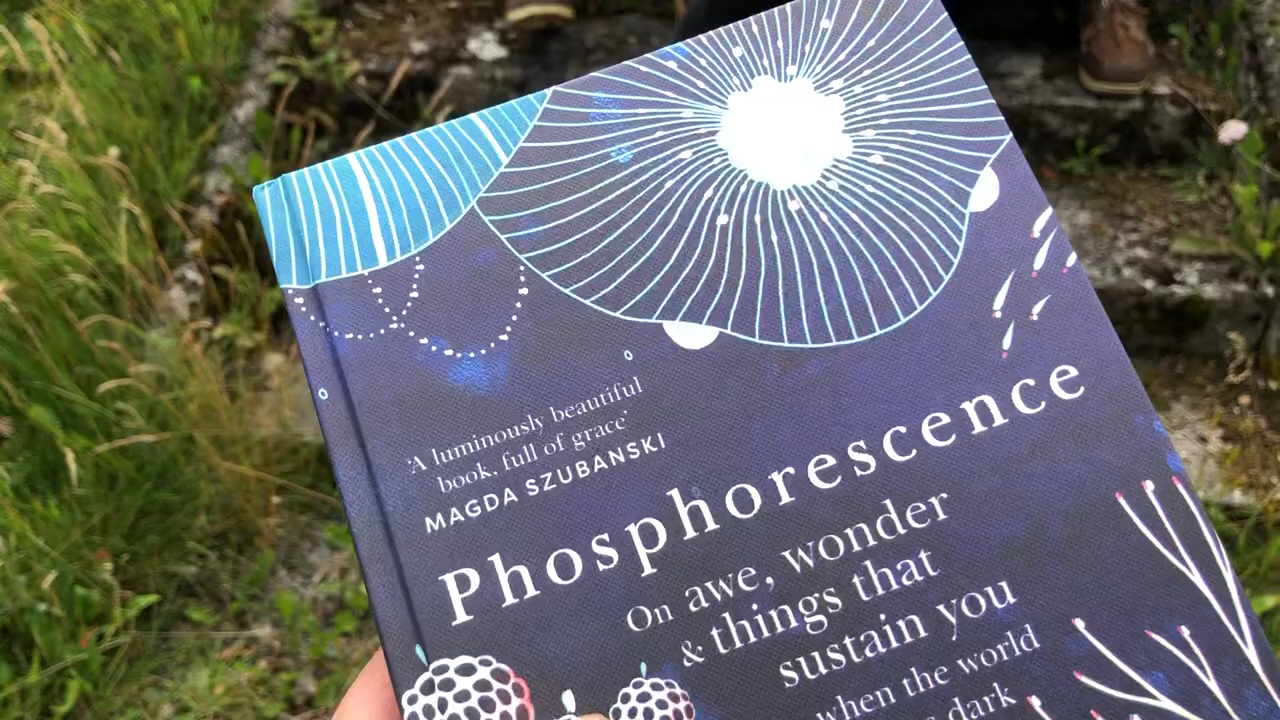 'A luminously beautiful
book, full of grace'
MAGDA SZUBANSKI
Phosphorescence
On awe, wonder
& things that
sustain you
when the world
dark